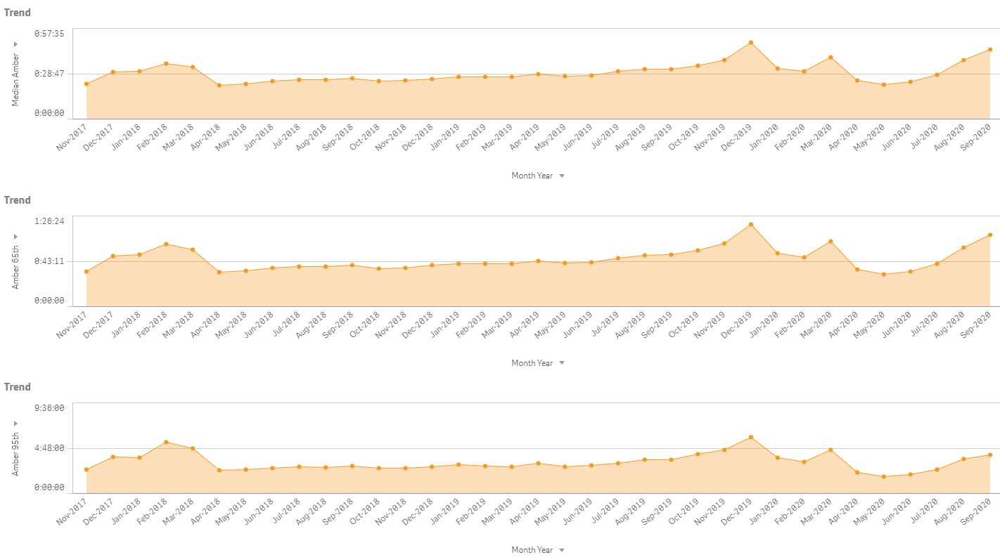 Trend
Median Amber
0:57:35
0:28:47
0:00:00
Nov-2017 Dec-2017 Jan-2018 Feb-2018 Mar-2018 Apr-2018 May-2018 Jun-2018 Jul-2018 Aug-2018 Sep-2018 Oct-2018 Nov-2018 Dec-2018 Jan-2019 Feb-2019 Mar-2019 Apr-2019 May-2019 Jun-2019 Jul-2019 Aug-2019 Sep-2019 Oct-2019 Nov-2019 Dec-2019 Jan-2020 Feb-2020 Mar-2020 Apr-2020 May-2020 Jun-2020 Jul-2020 Aug-2020 Sep-2020
Month Year
Trend
Amber 65th
1:26:24
0:43:11
0:00:00
Nov-2017 Dec-2017 Jan-2018 Feb-2018 Mar-2018 Apr-2018 May-2018 Jun-2018 Jul-2018 Aug-2018 Sep-2018 Oct-2018 Nov-2018 Dec-2018 Jan-2019 Feb-2019 Mar-2019 Apr-2019 May-2019 Jun-2019 Jul-2019 Aug-2019 Sep-2019 Oct-2019 Nov-2019 Dec-2019 Jan-2020 Feb-2020 Mar-2020 Apr-2020 May-2020 Jun-2020 Jul-2020 Aug-2020 Sep-2020
Month Year
Trend
Amber 95th
9:36:00
4:48:00
0:00:00
Nov-2017 Dec-2017 Jan-2018 Feb-2018 Mar-2018 Apr-2018 May-2018 Jun-2018 Jul-2018 Aug-2018 Sep-2018 Oct-2018 Nov-2018 Dec-2018 Jan-2019 Feb-2019 Mar-2019 Apr-2019 May-2019 Jun-2019 Jul-2019 Aug-2019 Sep-2019 Oct-2019 Nov-2019 Dec-2019 Jan-2020 Feb-2020 Mar-2020 Apr-2020 May-2020 Jun-2020 Jul-2020 Aug-2020 Sep-2020
Month Year